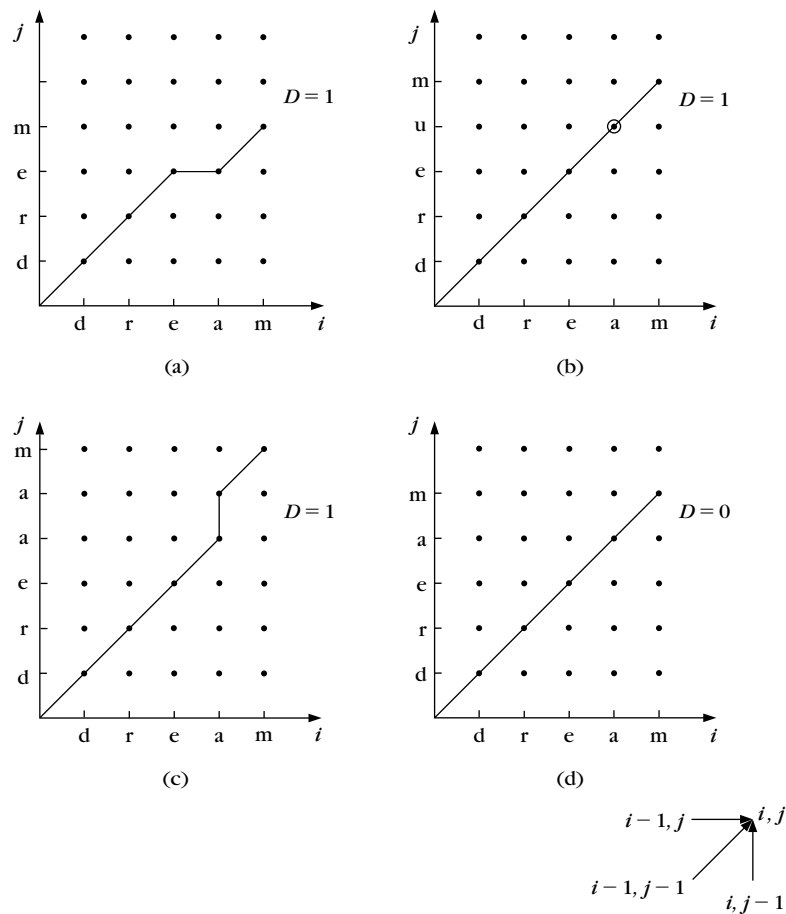 j
D = 1
m
e
r
d
d r e a m i
(a)
j
m
D = 1
u
e
r
d
d r e a m i
(b)
j
m
a
D = 1
a
e
r
d
d r e a m i
(c)
j
m
D = 0
a
e
r
d
d r e a m i
(d)
i − 1, j
i, j
i − 1, j − 1
i, j − 1